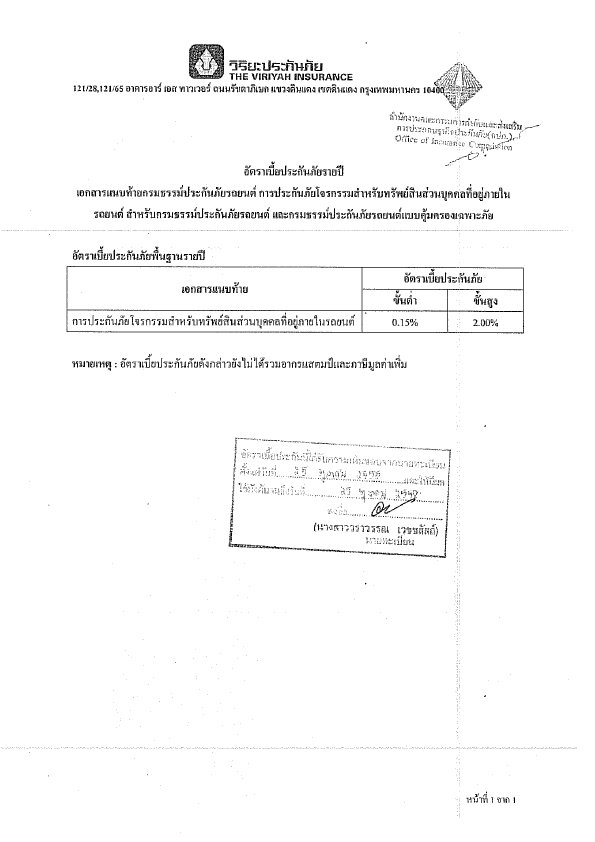 วิริยะประกันภัย
THE VIRIYAH INSURANCE
121/28,121/65 อาคารอาร์ เอส ทาวเวอร์ ถนนรัชดาภิเษก แขวงดินแดง เขตดินแดง กรุงเทพมหานคร 10400
สำนักงานคณะกรรมการกำกับและส่งเสริม
การประกอบธุรกิจประกันภัย(คปภ.)
Office of Insurance Commission
อัตราเบี้ยประกันภัยรายปี
เอกสารแนบท้ายกรมธรรม์ประกันภัยรถยนต์ การประกันภัยโจรกรรมสำหรับทรัพย์สินส่วนบุคคลที่อยู่ภายใน
รถยนต์ สำหรับกรมธรรม์ประกันภัยรถยนต์ และกรมธรรม์ประกันภัยรถยนต์แบบคุ้มครองเฉพาะภัย
อัตราเบี้ยประกันภัยพื้นฐานรายปี
เอกสารแนบท้าย อัตราเบี้ยประกันภัย
ขั้นต่ำ ขั้นสูง
การประกันภัยโจรกรรมสำหรับทรัพย์สินส่วนบุคคลที่อยู่ภายในรถยนต์ 0.15% 2.00%
หมายเหตุ : อัตราเบี้ยประกันภัยดังกล่าวยังไม่ได้รวมอากรแสตมป์และภาษีมูลค่าเพิ่ม
อัตราเบี้ยประกันภัยนี้ได้รับความเห็นชอบจากนายทะเบียน
ตั้งแต่วันที่ และให้มีผล
ใช้บังคับ
ลงชื่อ
(นางสาววราวรรณ เวชชสัสถ์)
นายทะเบียน
หน้าที่ 1 จาก 1